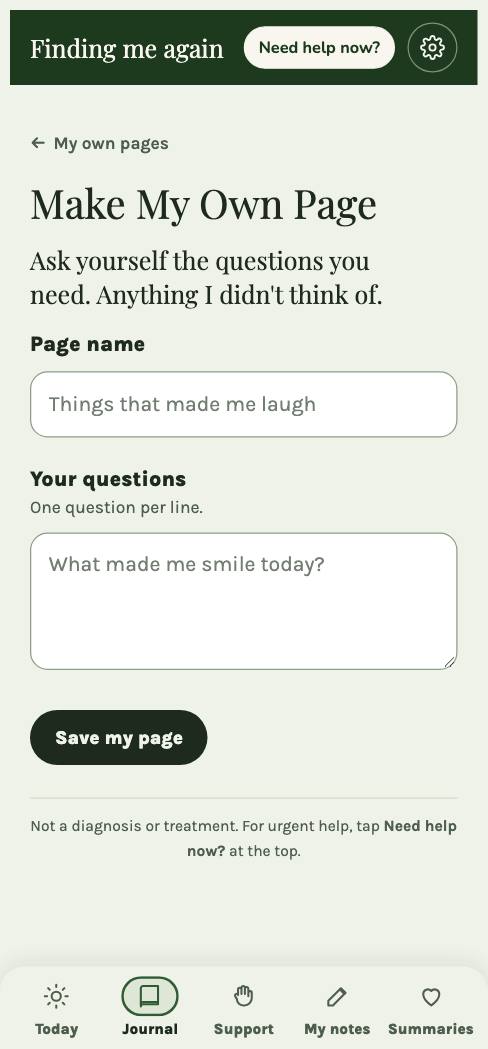 Finding me again
Need help now?
← My own pages
Make My Own Page
Ask yourself the questions you
need. Anything I didn't think of.
Page name
Things that made me laugh
Your questions
One question per line.
What made me smile today?
Save my page
Not a diagnosis or treatment. For urgent help, tap Need help
now? at the top.
Today
Journal
Support
My notes
Summaries